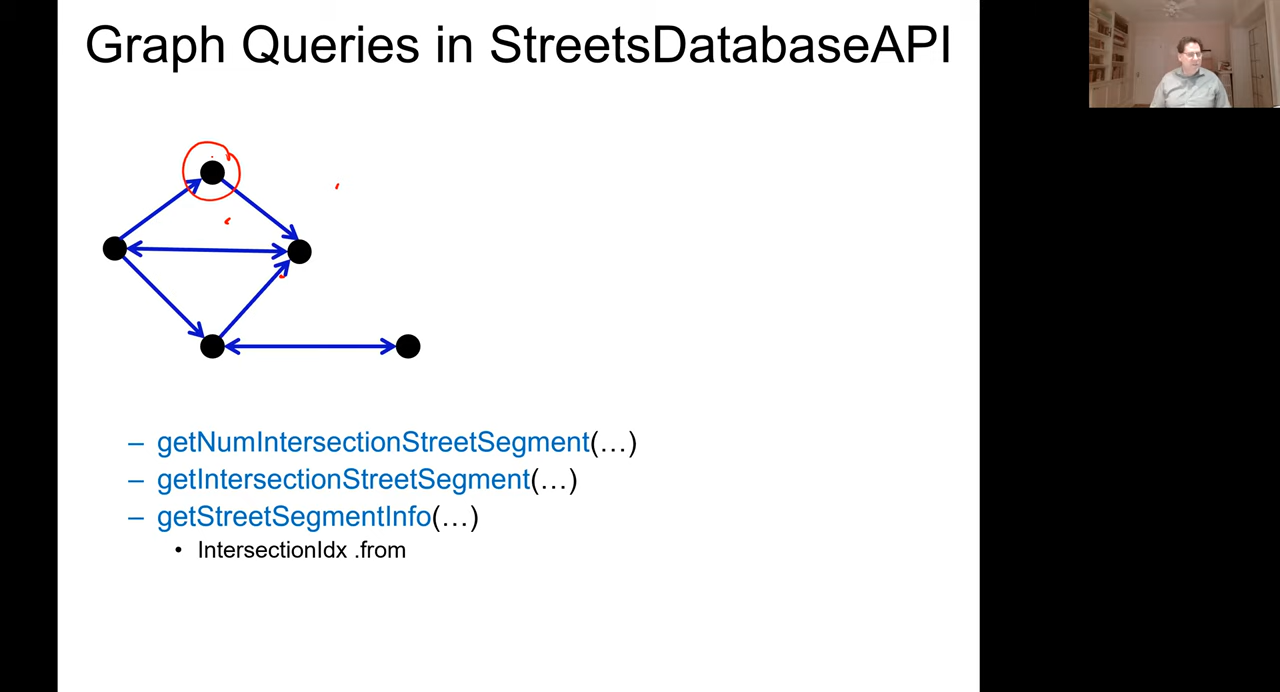 Graph Queries in StreetsDatabaseAPI
– getNumIntersectionStreetSegment(…)
– getIntersectionStreetSegment(…)
– getStreetSegmentInfo(…)
• IntersectionIdx .from